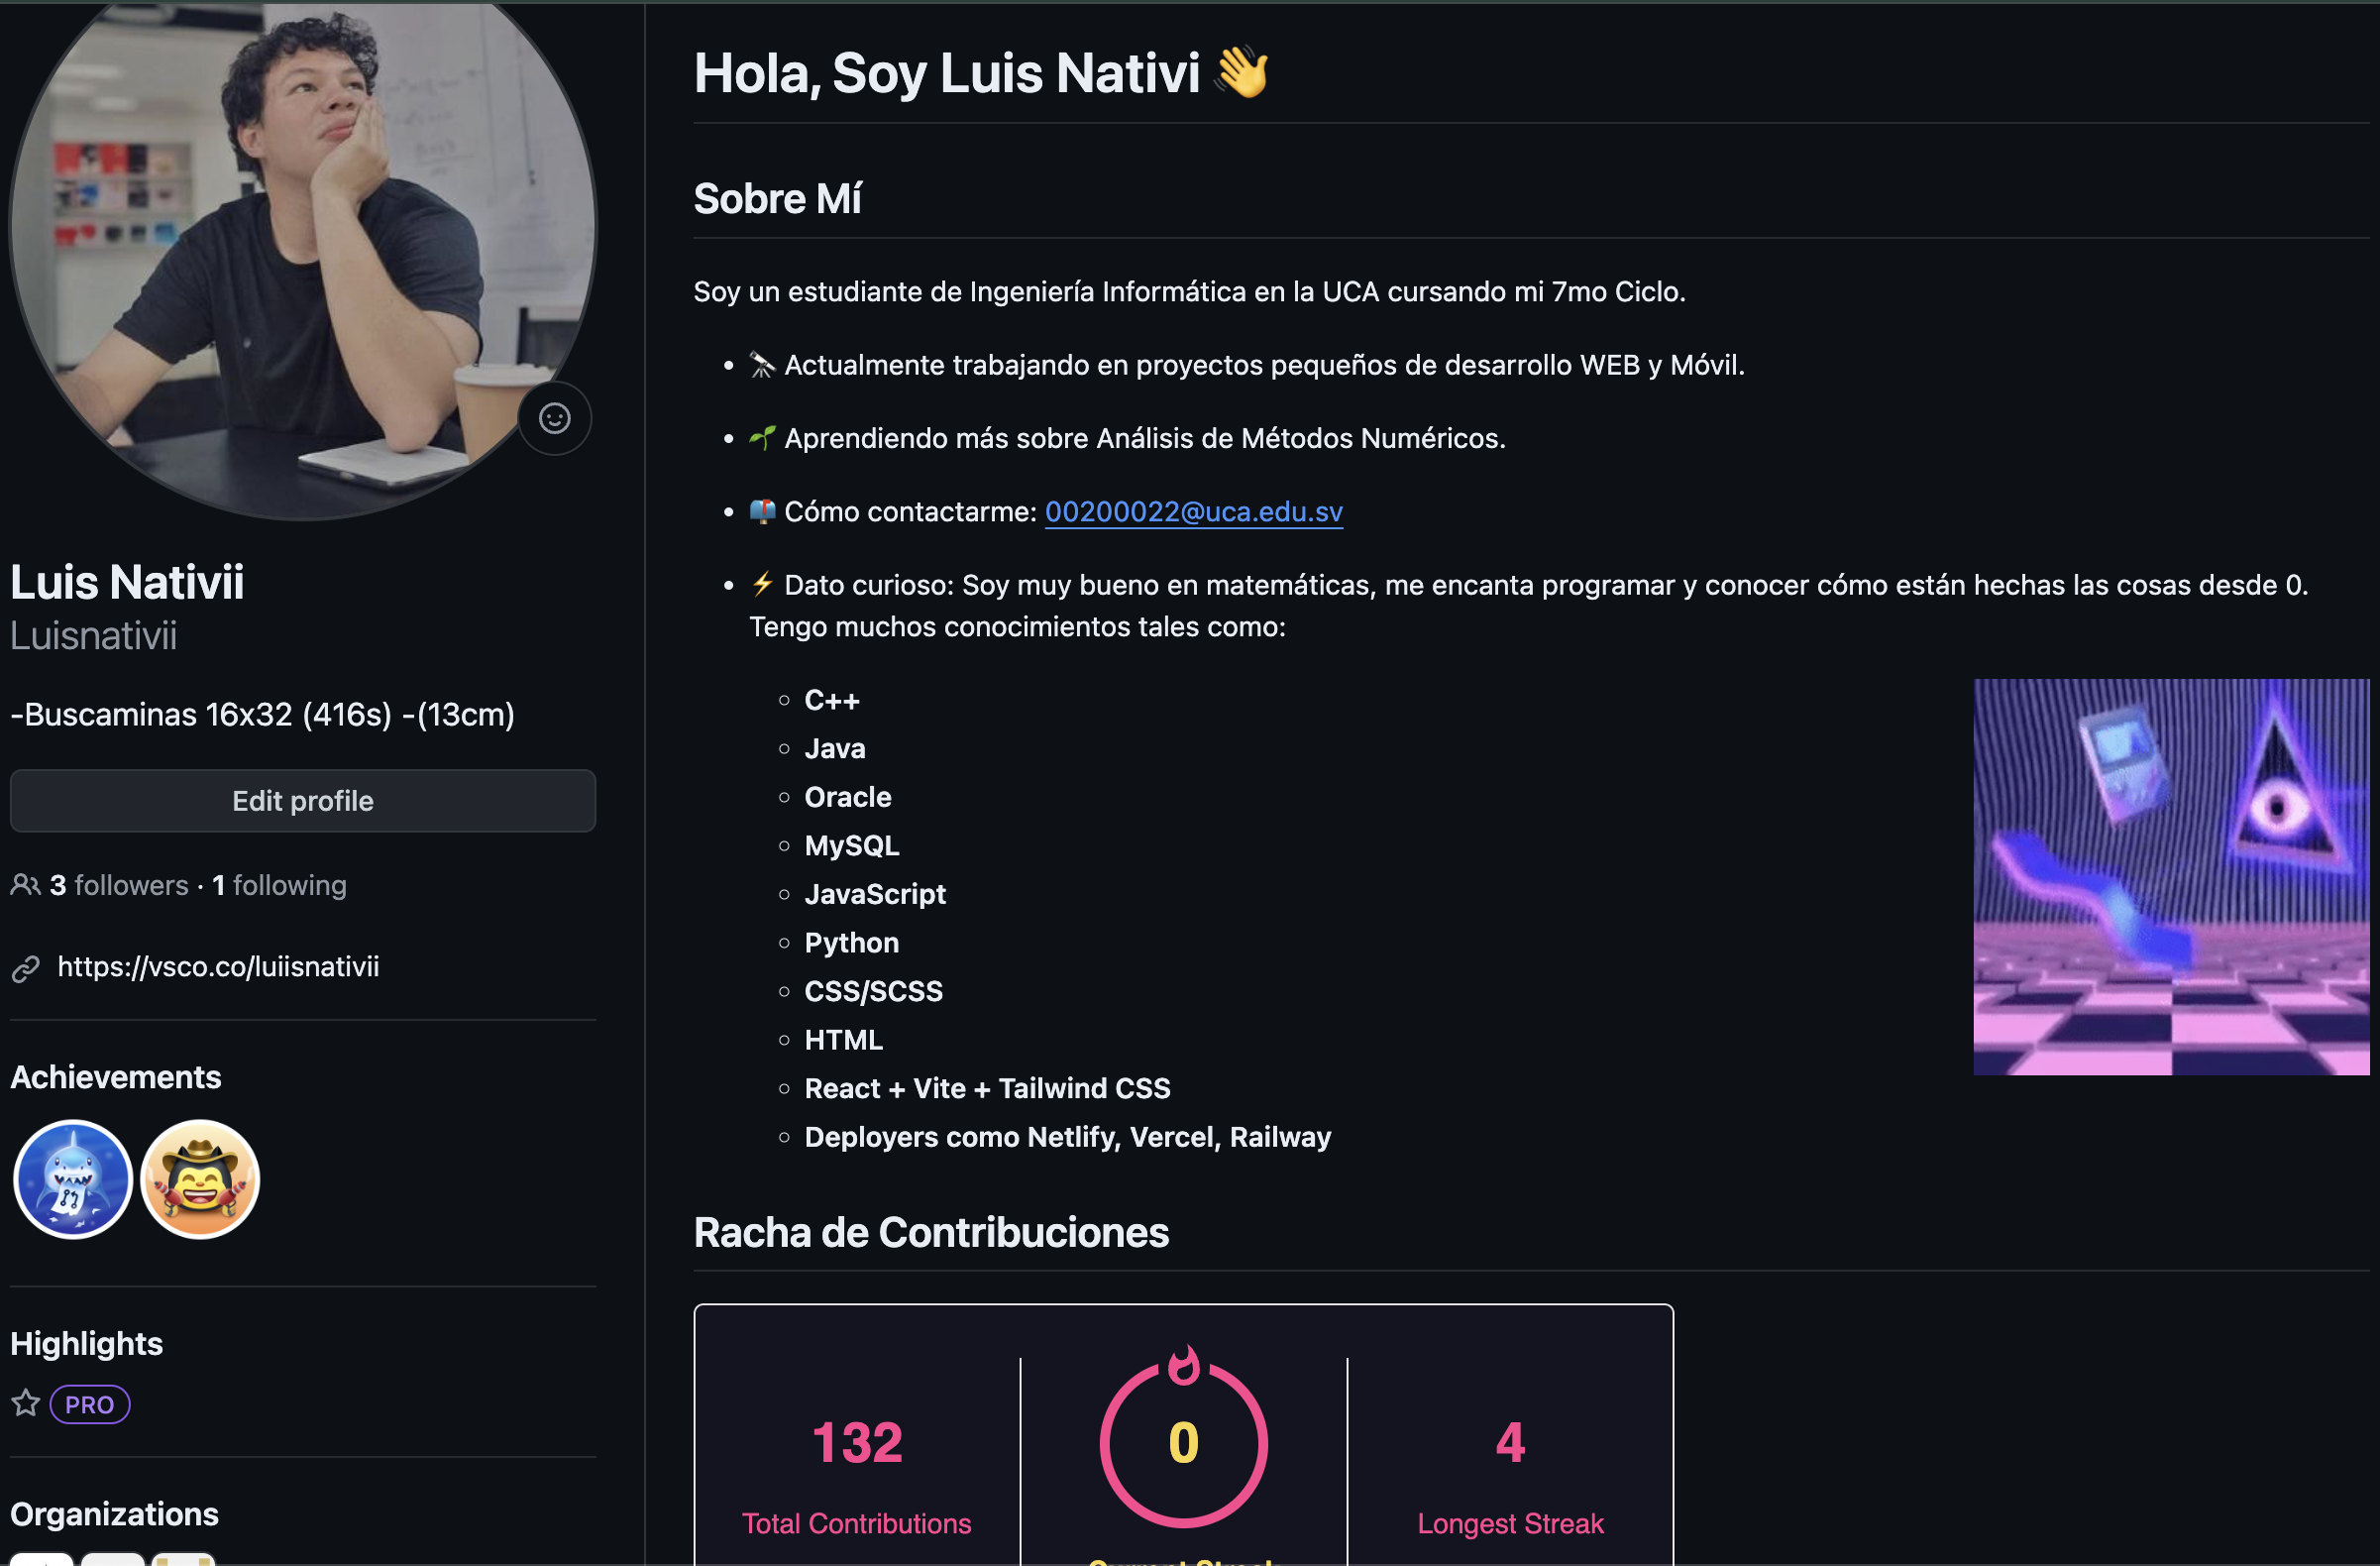 Luis Nativii
Luisnativii
-Buscaminas 16x32 (416s) -(13cm)
Edit profile
3 followers · 1 following
https://vsco.co/luiisnativii
Achievements
Highlights
PRO
Organizations
Hola, Soy Luis Nativi 👋
Sobre Mí
Soy un estudiante de Ingeniería Informática en la UCA cursando mi 7mo Ciclo.
🔭 Actualmente trabajando en proyectos pequeños de desarrollo WEB y Móvil.
🌱 Aprendiendo más sobre Análisis de Métodos Numéricos.
📫 Cómo contactarme: 00200022@uca.edu.sv
⚡ Dato curioso: Soy muy bueno en matemáticas, me encanta programar y conocer cómo están hechas las cosas desde 0.
Tengo muchos conocimientos tales como:
C++
Java
Oracle
MySQL
JavaScript
Python
CSS/SCSS
HTML
React + Vite + Tailwind CSS
Deployers como Netlify, Vercel, Railway
Racha de Contribuciones
132
Total Contributions
0
4
Longest Streak